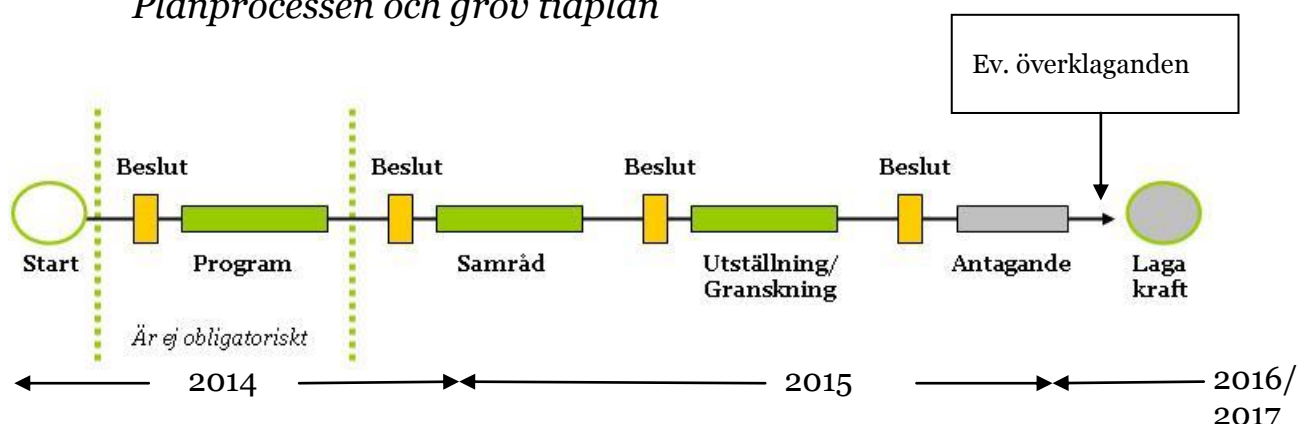 Planprocessen och grov tidplan
Ev. överklaganden
Beslut
Beslut
Beslut
Beslut
Start
Program
Samråd
Utställning/
Granskning
Antagande
Laga
kraft
Är ej obligatoriskt
2014
2015
2016/
2017